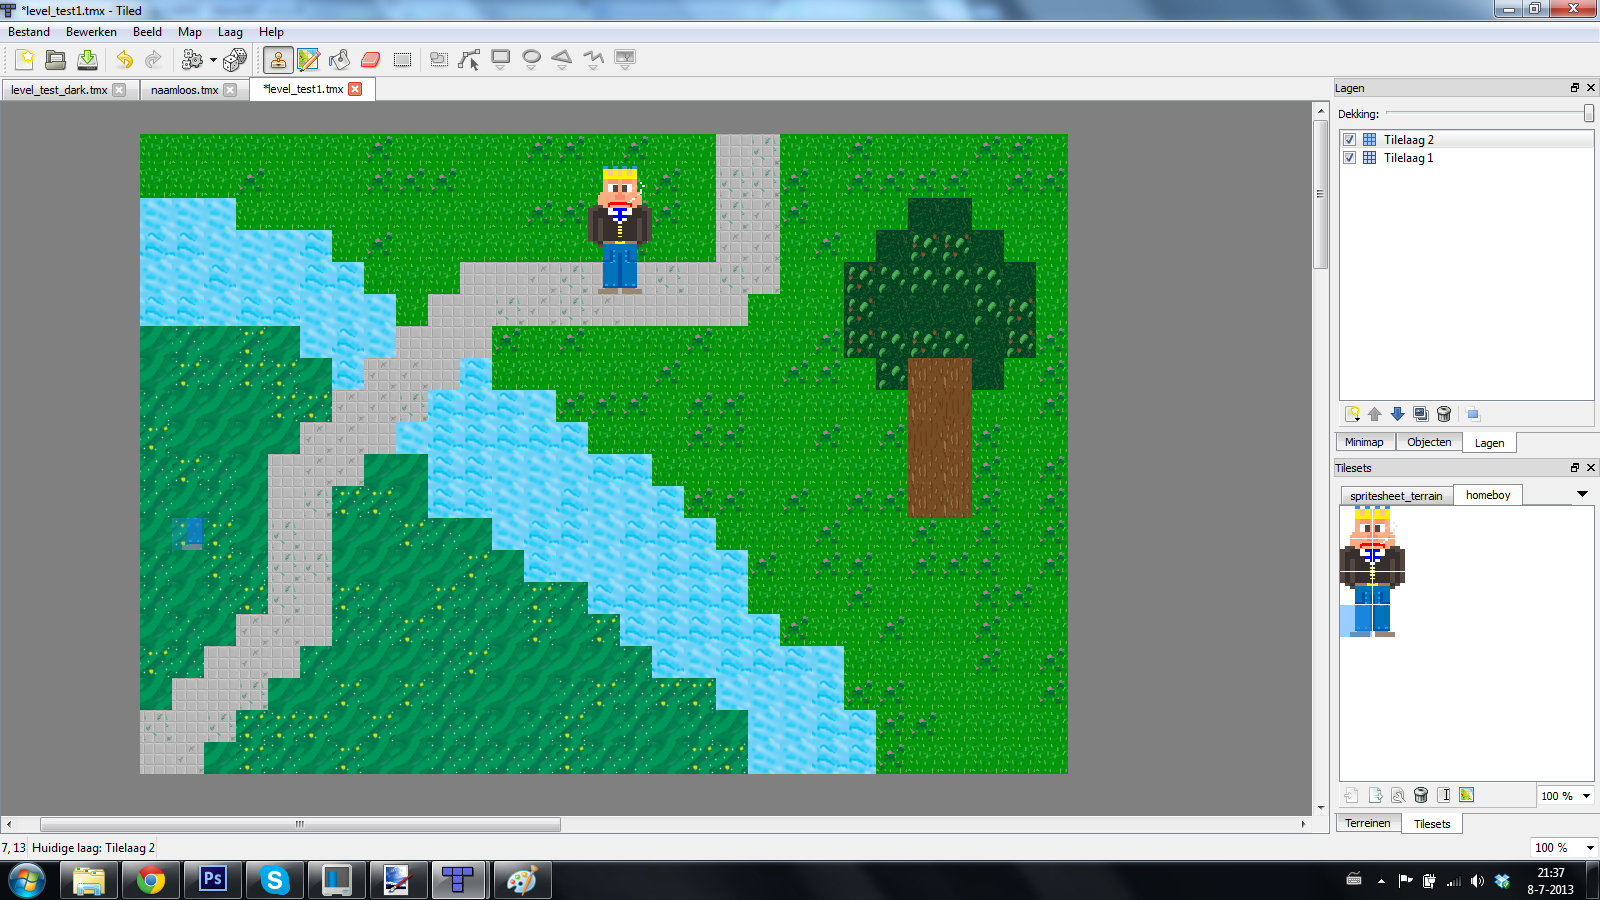 *level_test1.tmx - Tiled
Bestand Bewerken Beeld Map Laag Help
level_test_dark.tmx naamloos.tmx *level_test1.tmx
Lagen
Dekking:
Tilelaag 2
Tilelaag 1
Minimap Objecten Lagen
Tilesets
spritesheet_terrain homeboy
100 %
Terreinen Tilesets
7, 13 Huidige laag: Tilelaag 2
100 %
Ps
21:37
8-7-2013